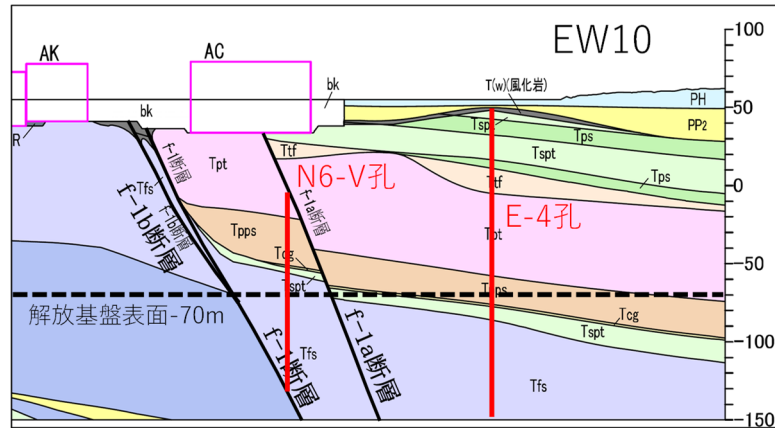 EW10
100
AK
AC
bk
T(w)(風化岩)
PH
50
bk
R
Tspt
Tps
PP2
Ttf
Tspt
f-1断層
Tpt
Tps
Ttf
0
N6-V孔
E-4孔
Tfs
f-1a断層
f-1b断層
f-1b断層
Tpps
Tpt
Tcg
-50
Tspt
Tpps
解放基盤表面-70m
Tcg
Tspt
-100
f-1断層
f-1a断層
Tfs
Tfs
-150